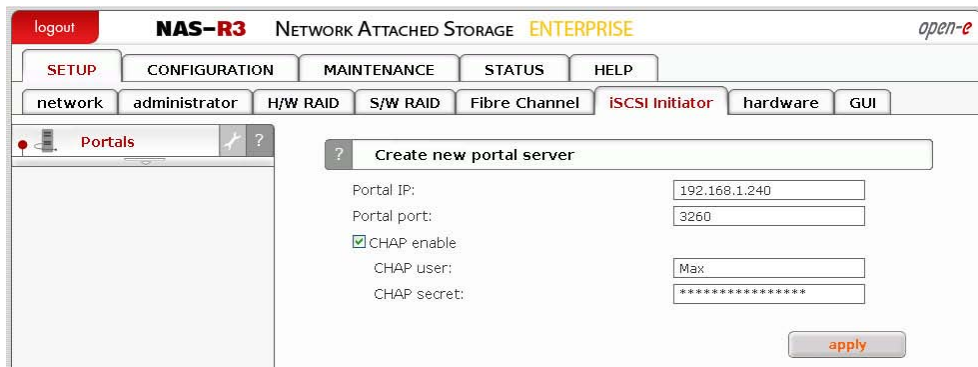 logout NAS-R3 NETWORK ATTACHED STORAGE ENTERPRISE open-e
SETUP CONFIGURATION MAINTENANCE STATUS HELP
network administrator H/W RAID S/W RAID Fibre Channel iSCSI Initiator hardware GUI
Portals ?
? Create new portal server
Portal IP: 192.168.1.240
Portal port: 3260
CHAP enable
CHAP user: Max
CHAP secret: ****************
apply